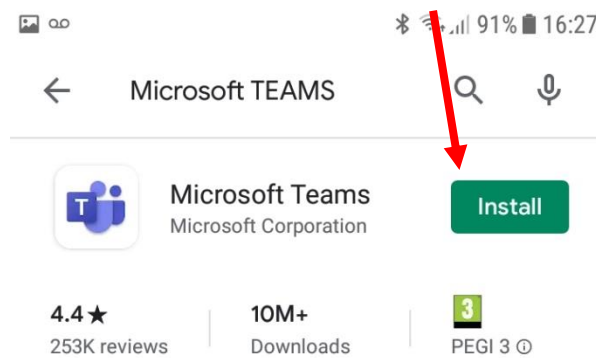 91% 16:27
Microsoft TEAMS
T
Microsoft Teams
Microsoft Corporation
Install
4.4★
253K reviews
10M+
Downloads
3
PEGI 3